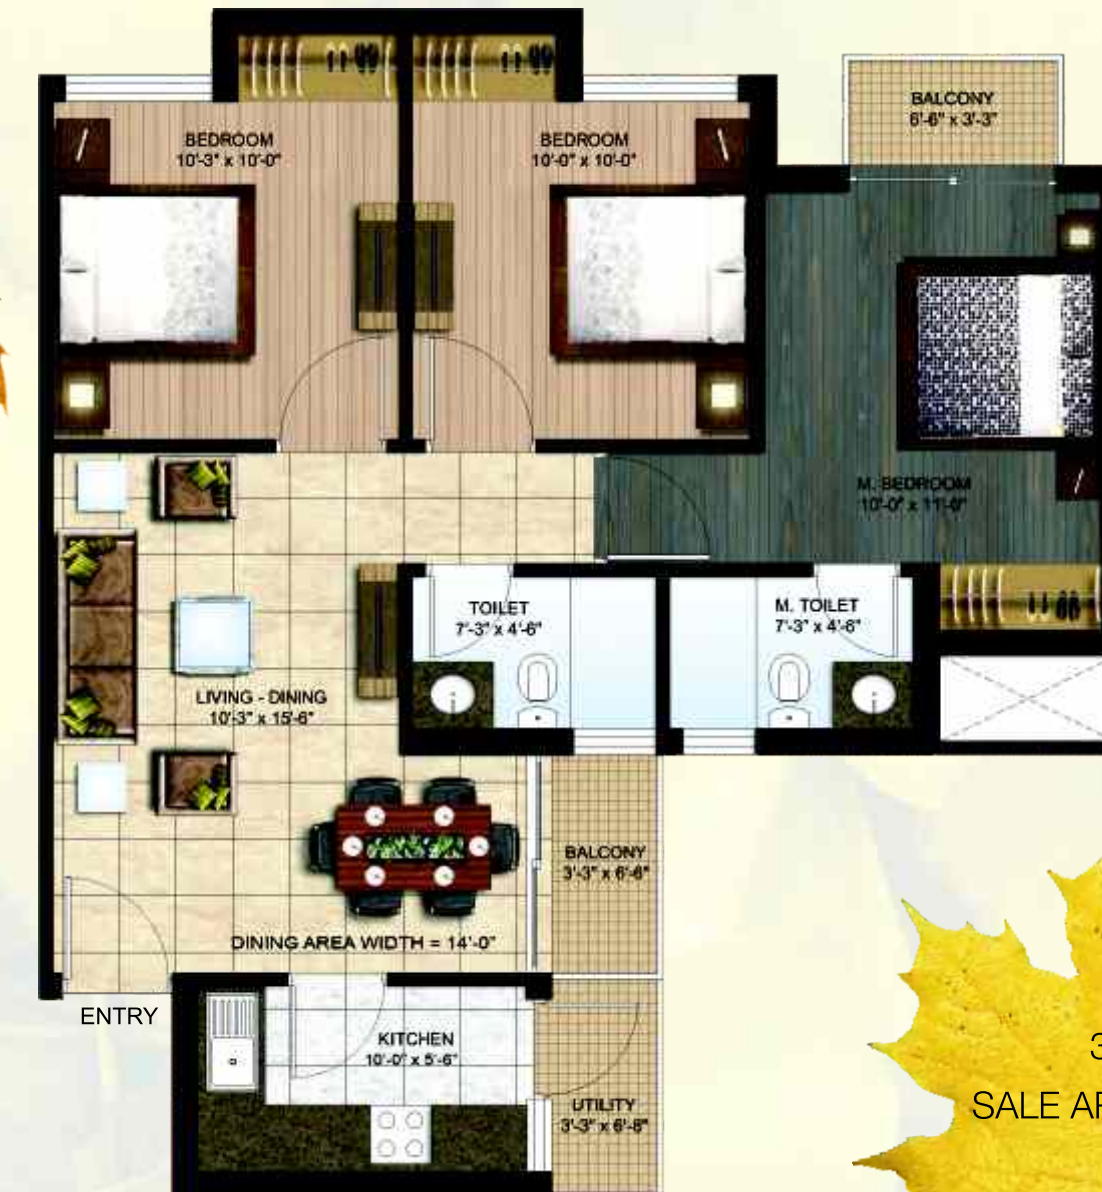 BEDROOM
10'-3" x 10'-0"
BEDROOM
10'-0" x 10'-0"
BALCONY
6'-6" x 3'-3"
M. BEDROOM
10'-0" x 11'-0"
TOILET
7'-3" x 4'-6"
M. TOILET
7'-3" x 4'-6"
LIVING - DINING
10'-3" x 15'-6"
BALCONY
3'-3" x 6'-6"
DINING AREA WIDTH = 14'-0"
ENTRY
KITCHEN
10'-0" x 5'-6"
UTILITY
3'-3" x 6'-6"
3
SALE AR